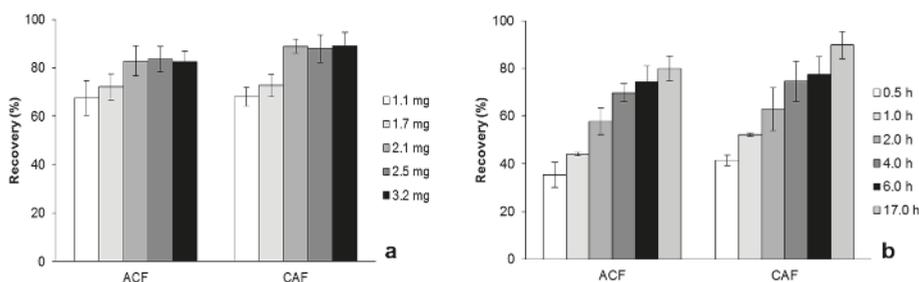 100
80
60
40
20
0
Recovery (%)
ACF
CAF
1.1 mg
1.7 mg
2.1 mg
2.5 mg
3.2 mg
a
100
80
60
40
20
0
Recovery (%)
ACF
CAF
0.5 h
1.0 h
2.0 h
4.0 h
6.0 h
17.0 h
b